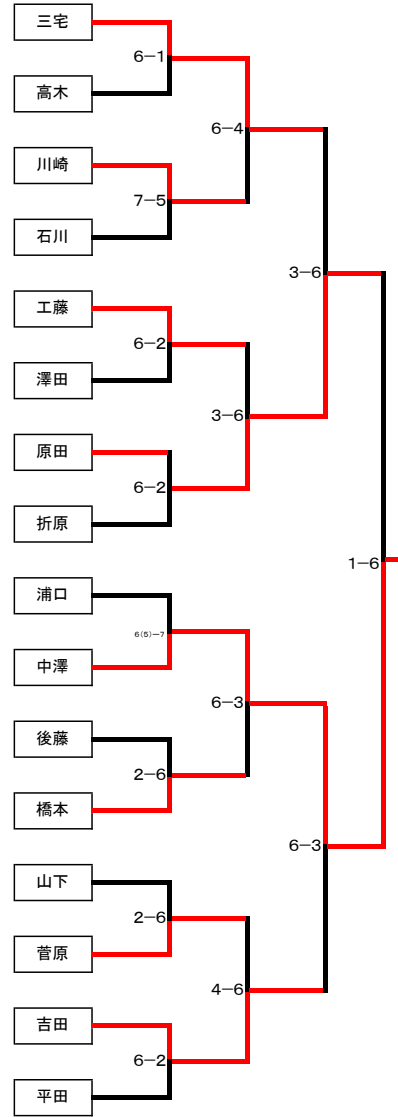 三宅
6−1
高木
6−4
川崎
7−5
石川
3−6
工藤
6−2
澤田
3−6
原田
6−2
折原
1−6
浦口
6(5)−7
中澤
6−3
後藤
2−6
橋本
6−3
山下
2−6
菅原
4−6
吉田
6−2
平田